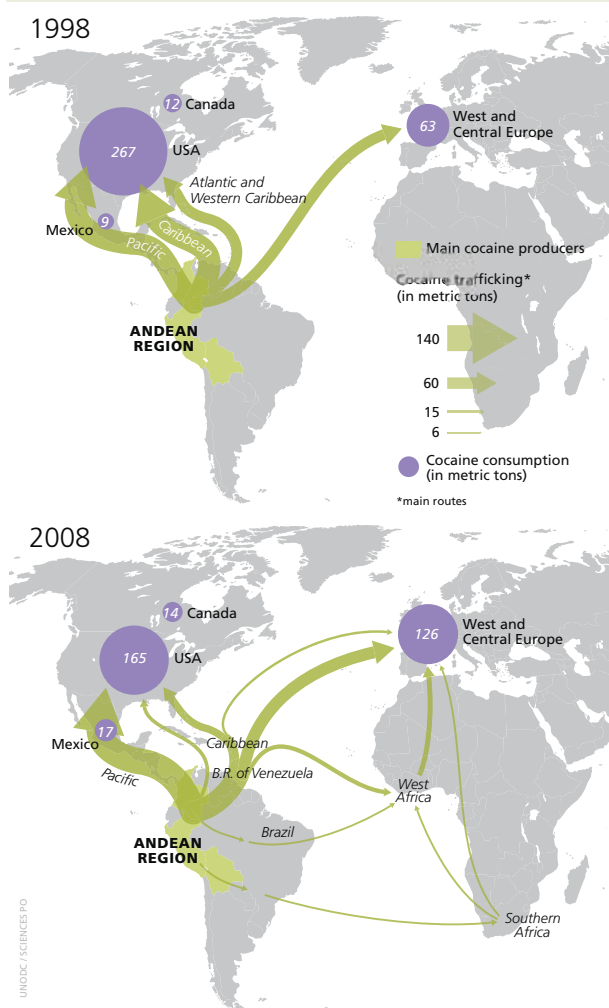 1998
12
Canada
267
USA
63
West and
Central Europe
Atlantic and
Western Caribbean
9
Mexico
Pacific
Caribbean
Main cocaine producers
Cocaine trafficking*
(in metric tons)
ANDEAN
REGION
140
60
15
6
Cocaine consumption
(in metric tons)
*main routes
2008
14
Canada
165
USA
126
West and
Central Europe
17
Mexico
Caribbean
Pacific
B.R. of Venezuela
West
Africa
Brazil
ANDEAN
REGION
Southern
Africa
UNODC / SCIENCES PO